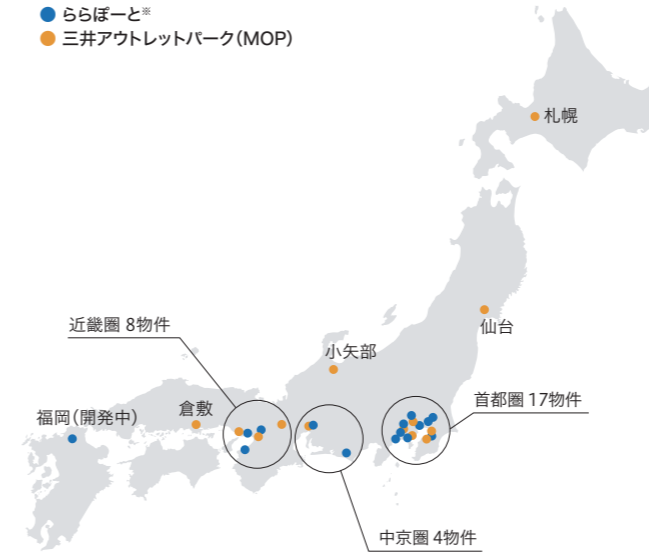 ららぽーと※
三井アウトレットパーク(MOP)
札幌
仙台
近畿圏 8物件
小矢部
首都圏 17物件
倉敷
福岡(開発中)
中京圏 4物件